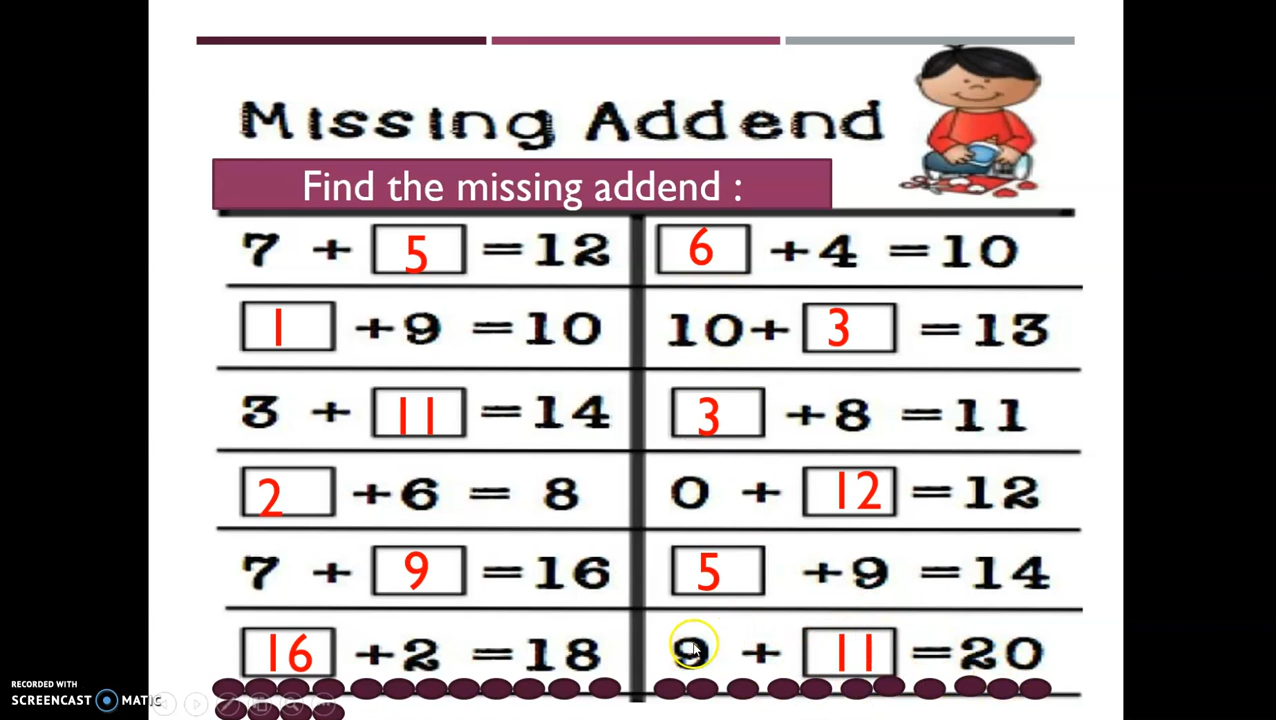 Missing Addend
Find the missing addend :
7 + 5 =12
6 +4 =10
1 +9 =10
10+ 3 =13
3 + 11 =14
3 +8 =11
2 +6 = 8
0 + 12 =12
7 + 9 =16
5 +9 =14
16 +2 =18
9 + 11 =20
RECORDED WITH
SCREENCAST MATIC